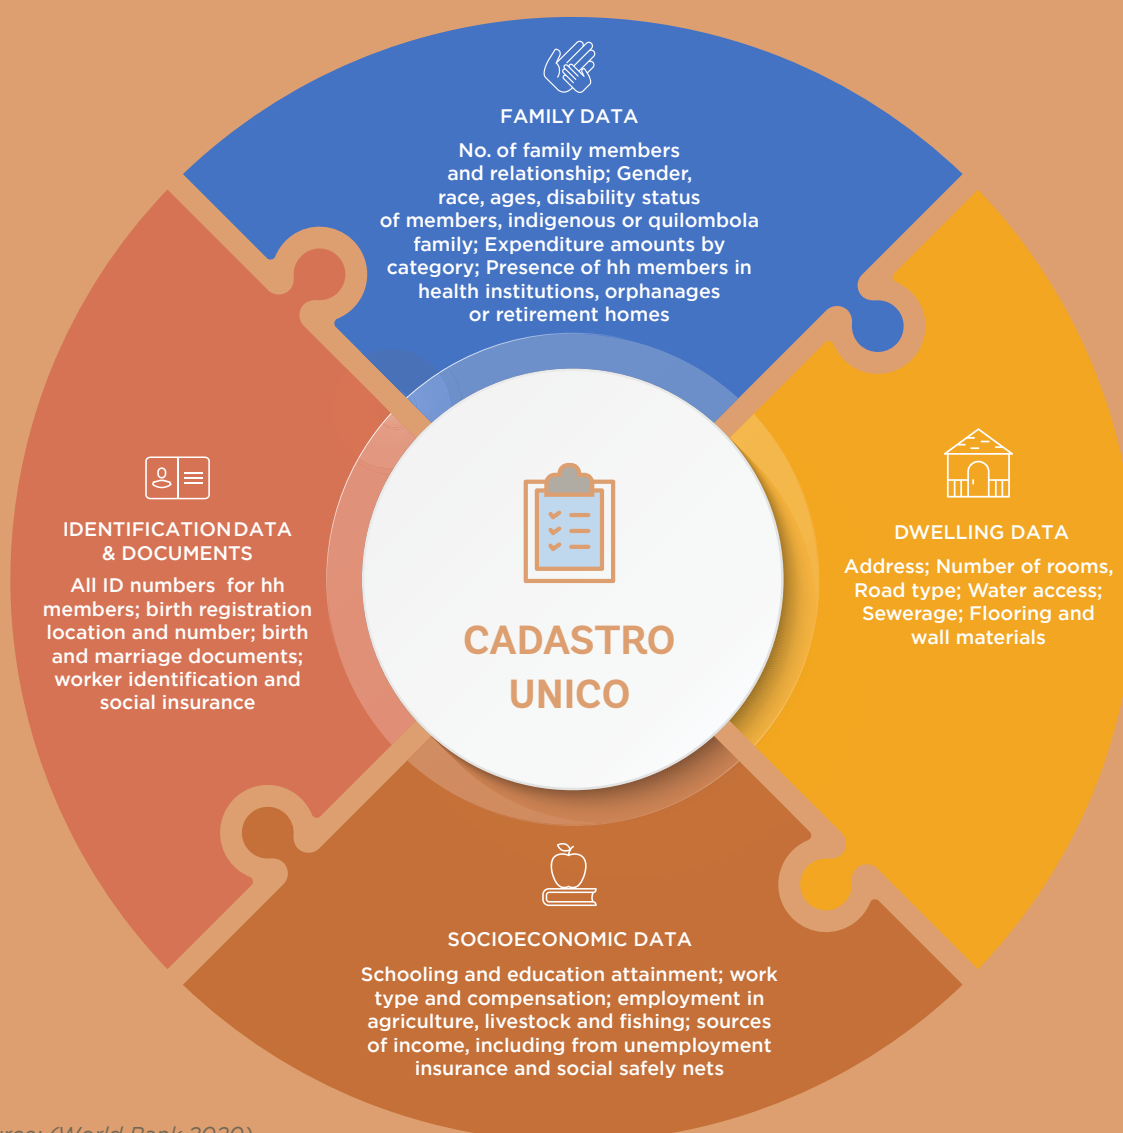 FAMILY DATA
No. of family members
and relationship; Gender,
race, ages, disability status
of members, indigenous or quilombola
family; Expenditure amounts by
category; Presence of hh members in
health institutions, orphanages
or retirement homes
IDENTIFICATION DATA
& DOCUMENTS
All ID numbers for hh
members; birth registration
location and number; birth
and marriage documents;
worker identification and
social insurance
CADASTRO
UNICO
DWELLING DATA
Address; Number of rooms,
Road type; Water access;
Sewerage; Flooring and
wall materials
SOCIOECONOMIC DATA
Schooling and education attainment; work
type and compensation; employment in
agriculture, livestock and fishing; sources
of income, including from unemployment
insurance and social safely nets
(World Bank 2020)